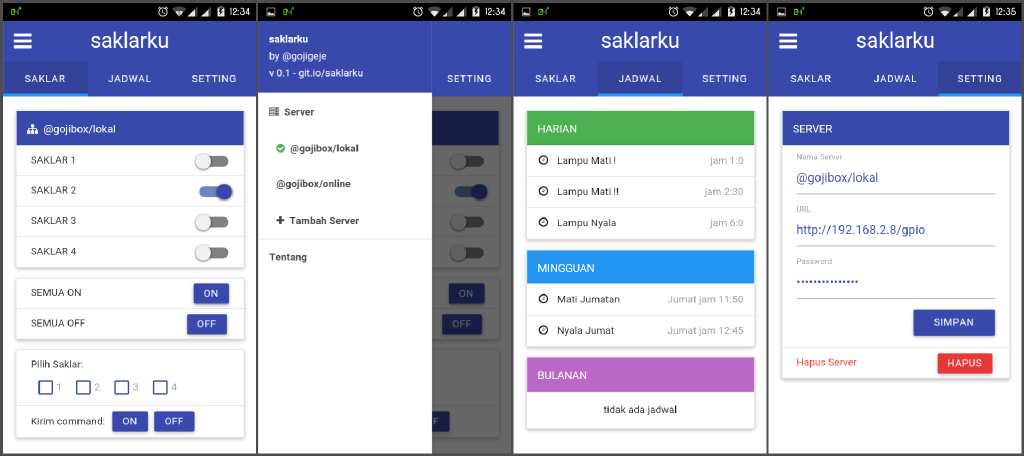 84° 12:34
saklarku
SAKLAR JADWAL SETTING
@gojibox/lokal
SAKLAR 1
SAKLAR 2
SAKLAR 3
SAKLAR 4
SEMUA ON ON
SEMUA OFF OFF
Pilih Saklar:
1 2 3 4
Kirim command: ON OFF
84° 12:34
saklarku
by @gojigeje
v 0.1 - git.io/saklarku
SETTING
Server
@gojibox/lokal
@gojibox/online
Tambah Server
Tentang
ON
OFF
F
84° 12:34
saklarku
SAKLAR JADWAL SETTING
HARIAN
Lampu Mati ! jam 1:0
Lampu Mati !! jam 2:30
Lampu Nyala jam 6:0
MINGGUAN
Mati Jumatan Jumat jam 11:50
Nyala Jumat Jumat jam 12:45
BULANAN
tidak ada jadwal
84° 12:35
saklarku
SAKLAR JADWAL SETTING
SERVER
Nama Server
@gojibox/lokal
URL
http://192.168.2.8/gpio
Password
•••••••••••••••
SIMPAN
Hapus Server HAPUS